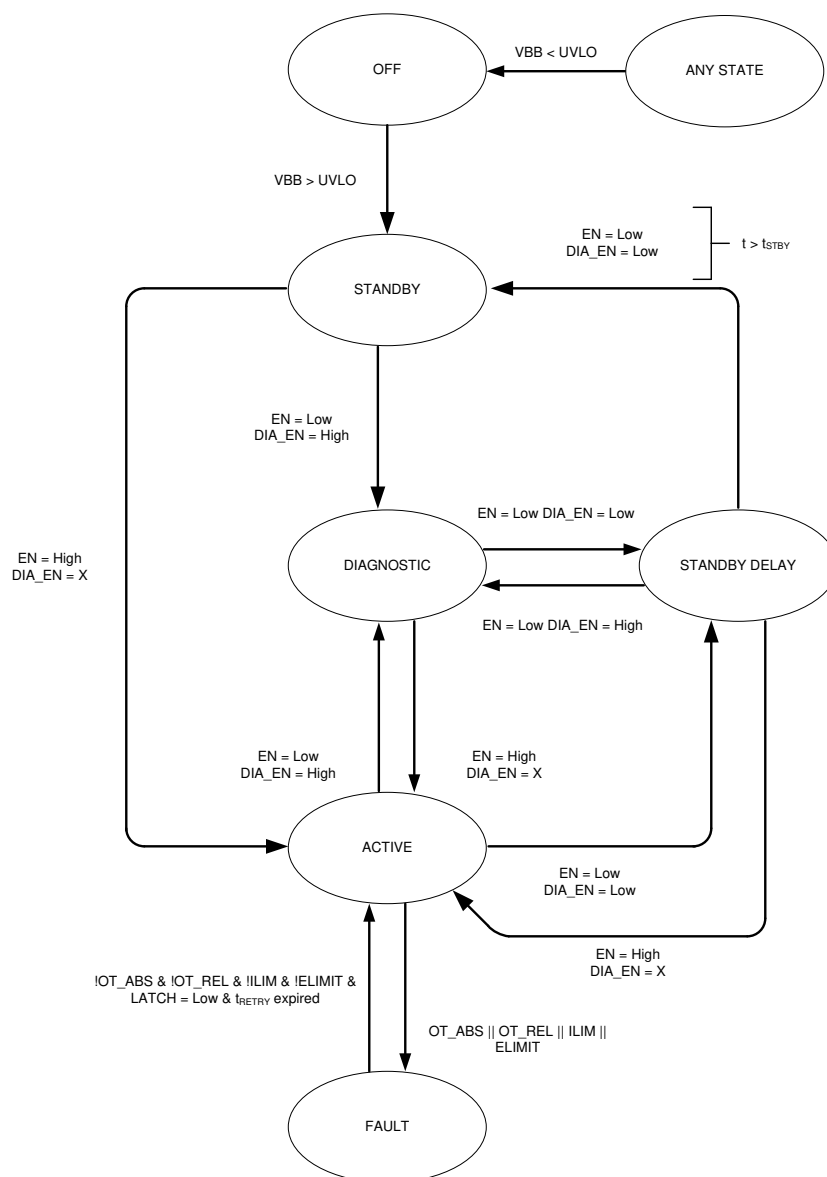 VBB < UVLO
OFF
ANY STATE
VBB > UVLO
EN = Low
DIA_EN = Low
t > tSTBY
STANDBY
EN = Low
DIA_EN = High
EN = Low DIA_EN = Low
EN = High
DIA_EN = X
DIAGNOSTIC
STANDBY DELAY
EN = Low DIA_EN = High
EN = Low
DIA_EN = High
EN = High
DIA_EN = X
ACTIVE
EN = Low
DIA_EN = Low
EN = High
DIA_EN = X
!OT_ABS & !OT_REL & !ILIM & !ELIMIT &
LATCH = Low & tRETRY expired
OT_ABS || OT_REL || ILIM ||
ELIMIT
FAULT